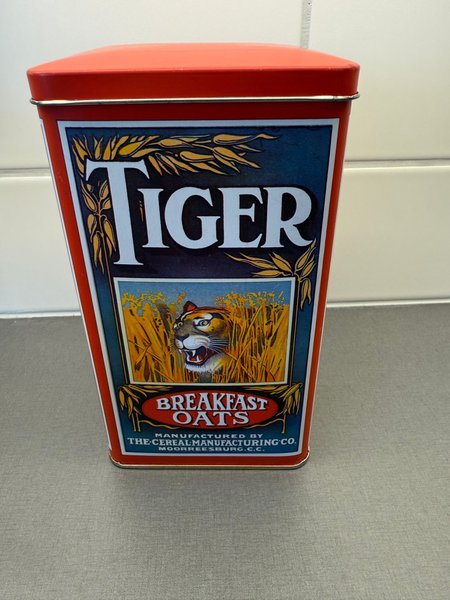 TIGER
BREAKFAST
OATS
MANUFACTURED BY
THE·CEREAL·MANUFACTURING·CO.
MOORREESBURG.C.C.